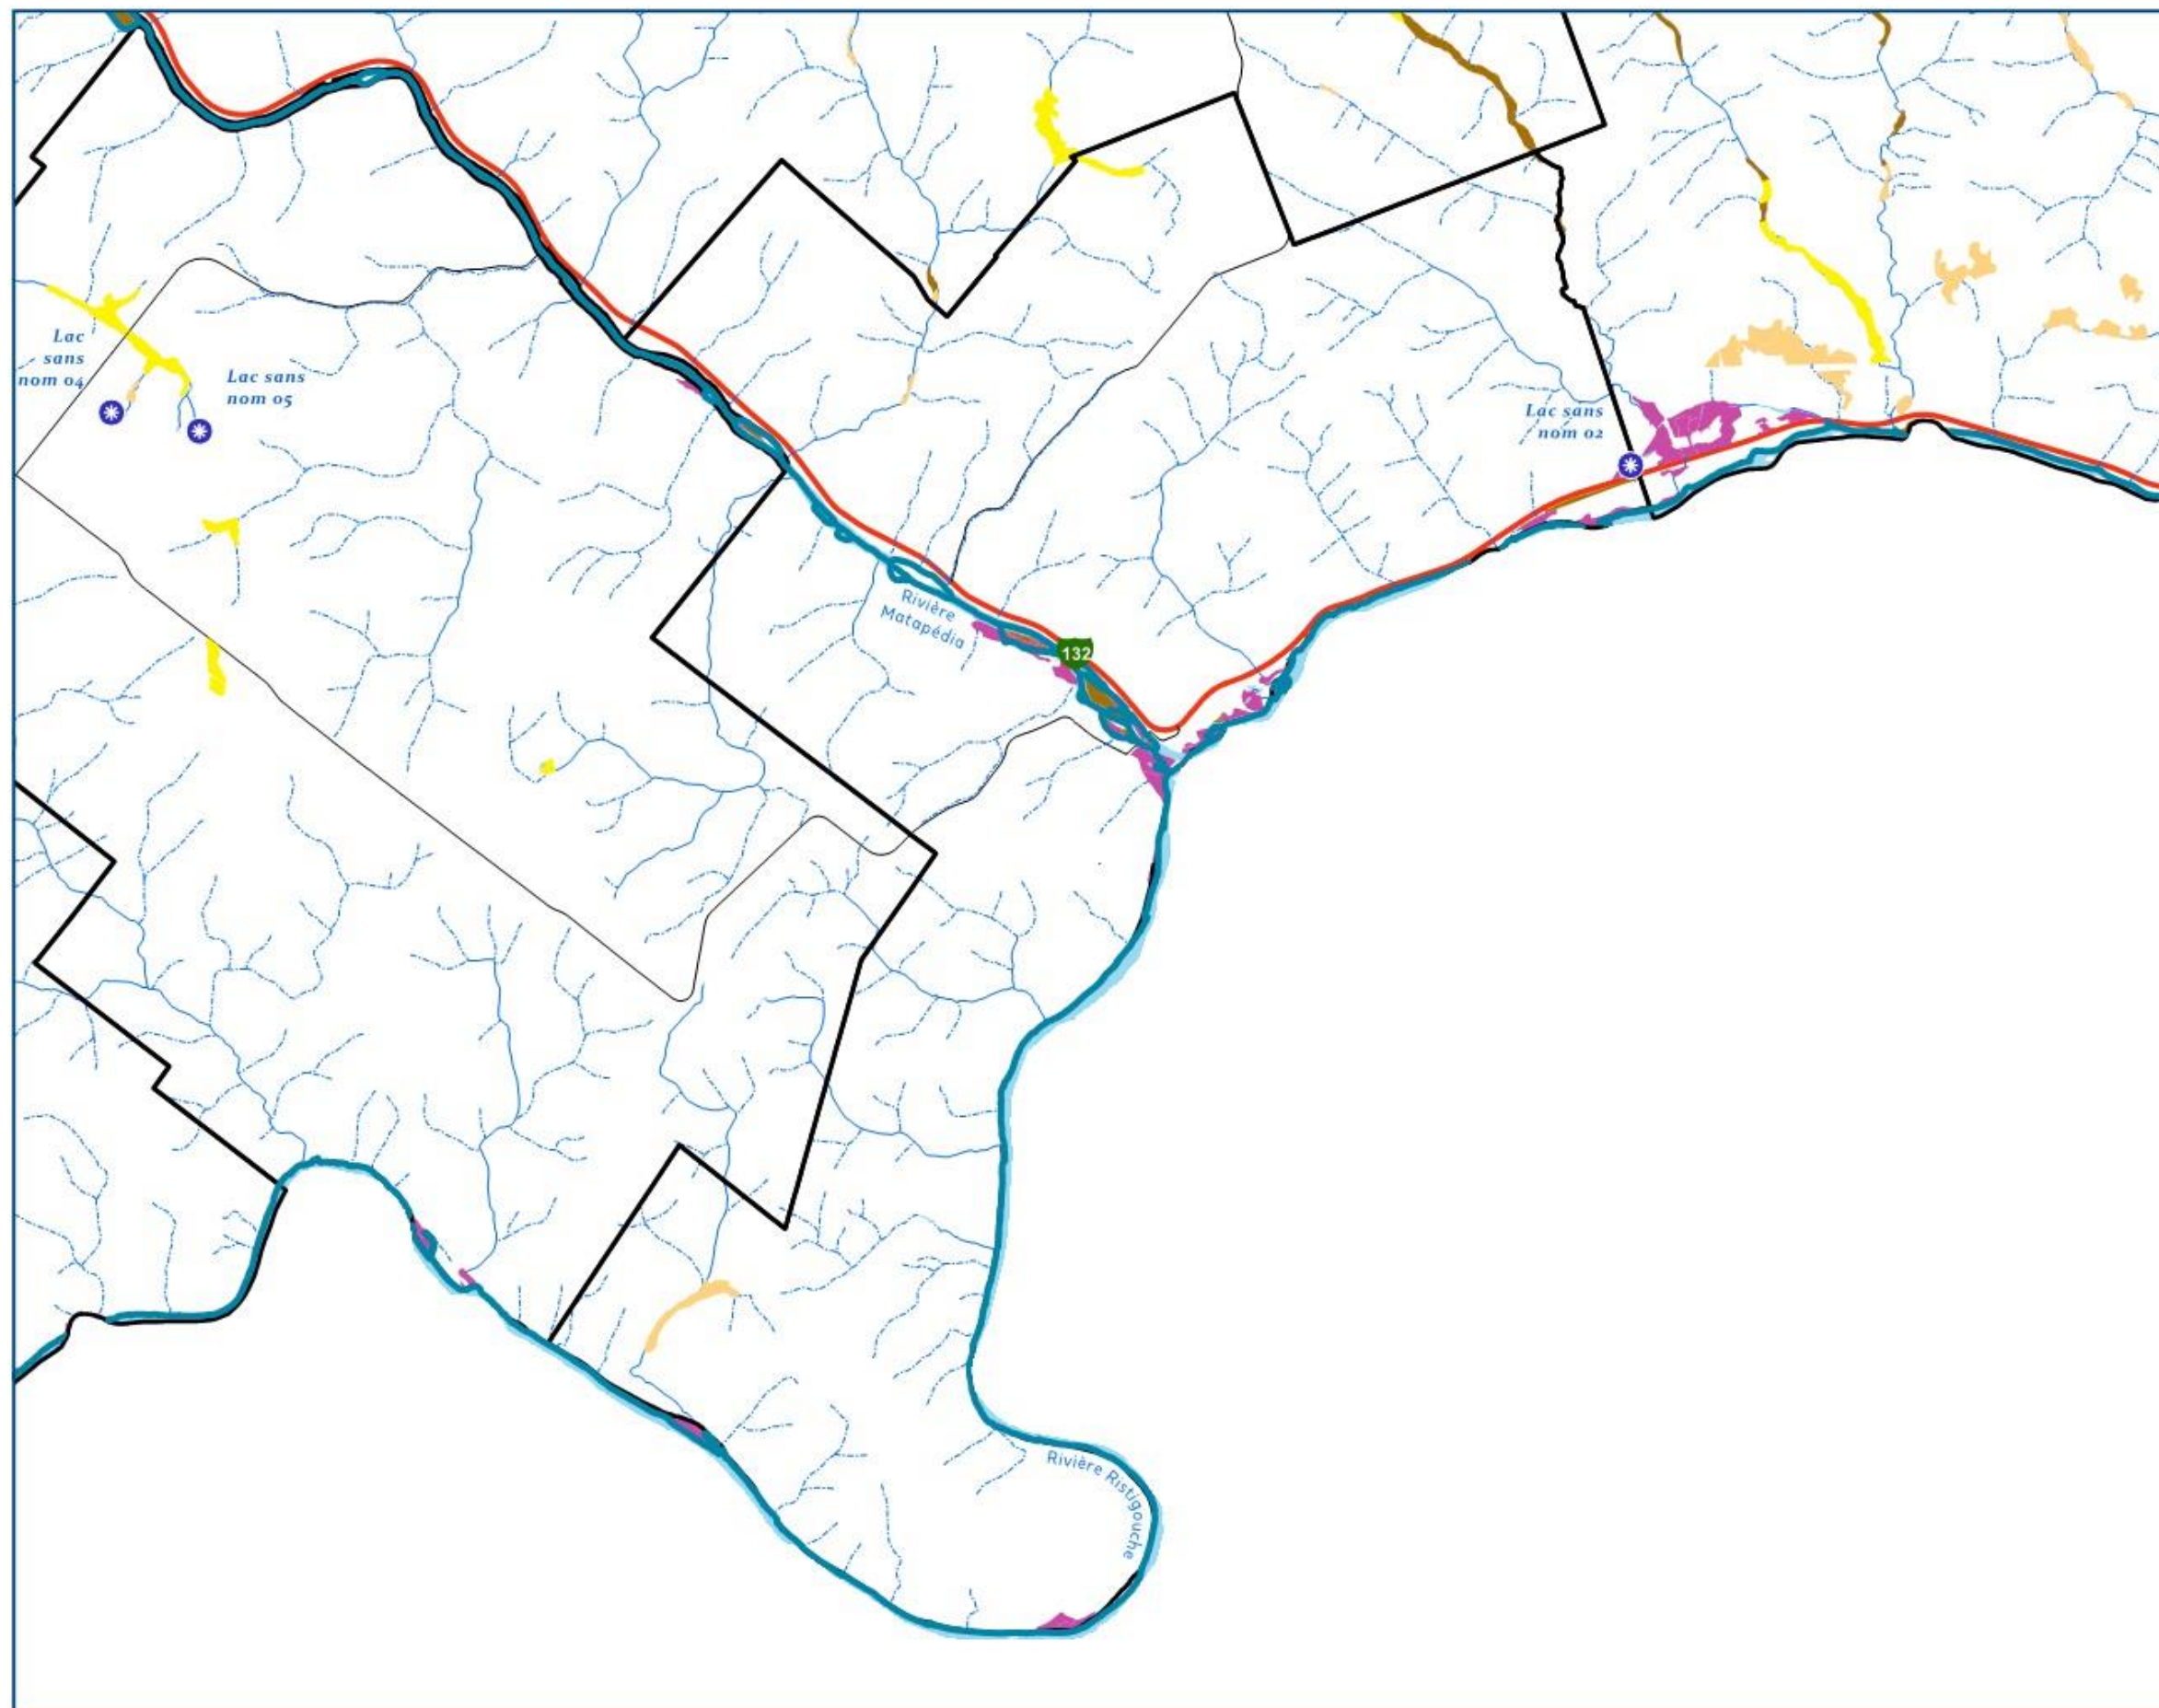 Lac
sans
nom 04
Lac sans
nom 05
Lac sans
nom 02
Rivière
Matapédia
132
Rivière Ristigouche